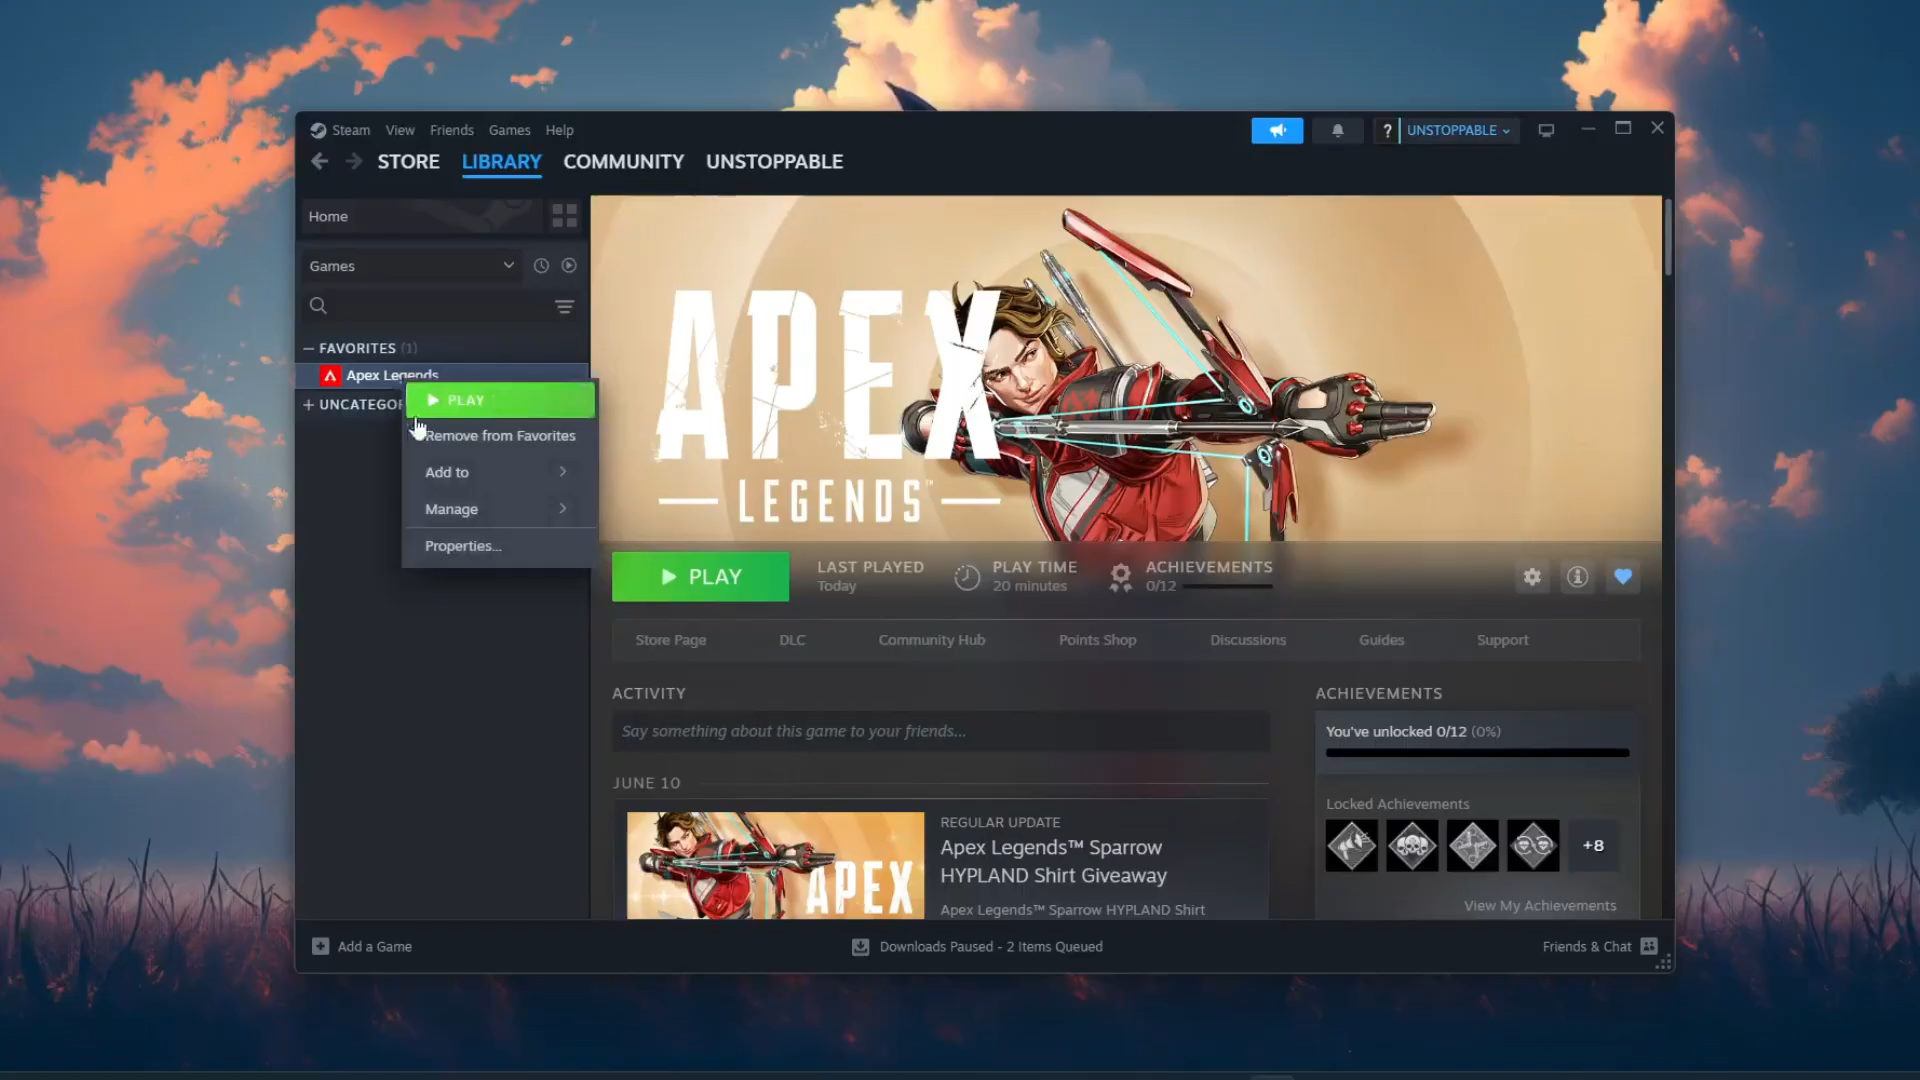 Steam View Friends Games Help
? UNSTOPPABLE
STORE LIBRARY COMMUNITY UNSTOPPABLE
Home
Games
— FAVORITES (1)
Apex Legends
+ UNCATEGOR
PLAY
Remove from Favorites
Add to
Manage
Properties...
APEX
LEGENDS™
PLAY
LAST PLAYED
Today
PLAY TIME
20 minutes
ACHIEVEMENTS
0/12
Store Page DLC Community Hub Points Shop Discussions Guides Support
ACTIVITY
Say something about this game to your friends...
JUNE 10
APEX
REGULAR UPDATE
Apex Legends™ Sparrow
HYPLAND Shirt Giveaway
Apex Legends™ Sparrow HYPLAND Shirt
ACHIEVEMENTS
You've unlocked 0/12 (0%)
Locked Achievements
+8
View My Achievements
Add a Game
Downloads Paused - 2 Items Queued
Friends & Chat